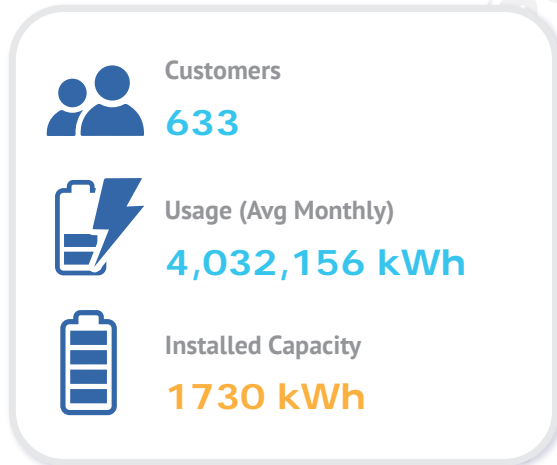 Customers
633
Usage (Avg Monthly)
4,032,156 kWh
Installed Capacity
1730 kWh